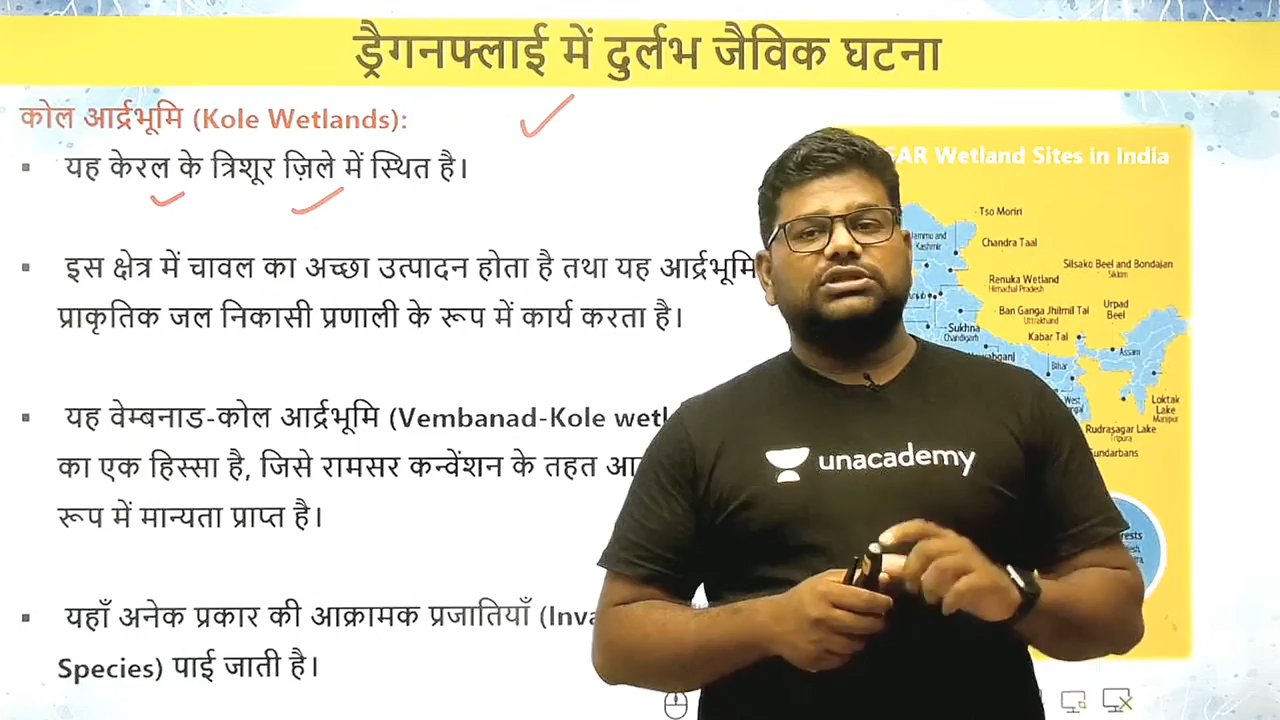 ड्रैगनफ्लाई में दुर्लभ जैविक घटना
कोल आर्द्रभूमि (Kole Wetlands):
▪ यह केरल के त्रिशूर ज़िले में स्थित है।
▪ इस क्षेत्र में चावल का अच्छा उत्पादन होता है तथा यह आर्द्रभूमि
प्राकृतिक जल निकासी प्रणाली के रूप में कार्य करता है।
▪ यह वेम्बनाड-कोल आर्द्रभूमि (Vembanad-Kole
का एक हिस्सा है, जिसे रामसर कन्वेंशन के तहत
रूप में मान्यता प्राप्त है।
▪ यहाँ अनेक प्रकार की आक्रामक प्रजातियाँ
Species) पाई जाती है।
Wetland Sites in India
Tso Moriri
Jammu and
Kashmir
Chandra Taal
Silsako Beel and Bondajan
Sikkim
Renuka Wetland
Himachal Pradesh
Ban Ganga Jhilmil Tal
Uttrakhand
Urpad
Beel
Sukhna
Chandigarh
Kabar Tal
Assam
Bihar
West
Loktak
Lake
Manipur
Rudrasagar Lake
Tripura
unacademy